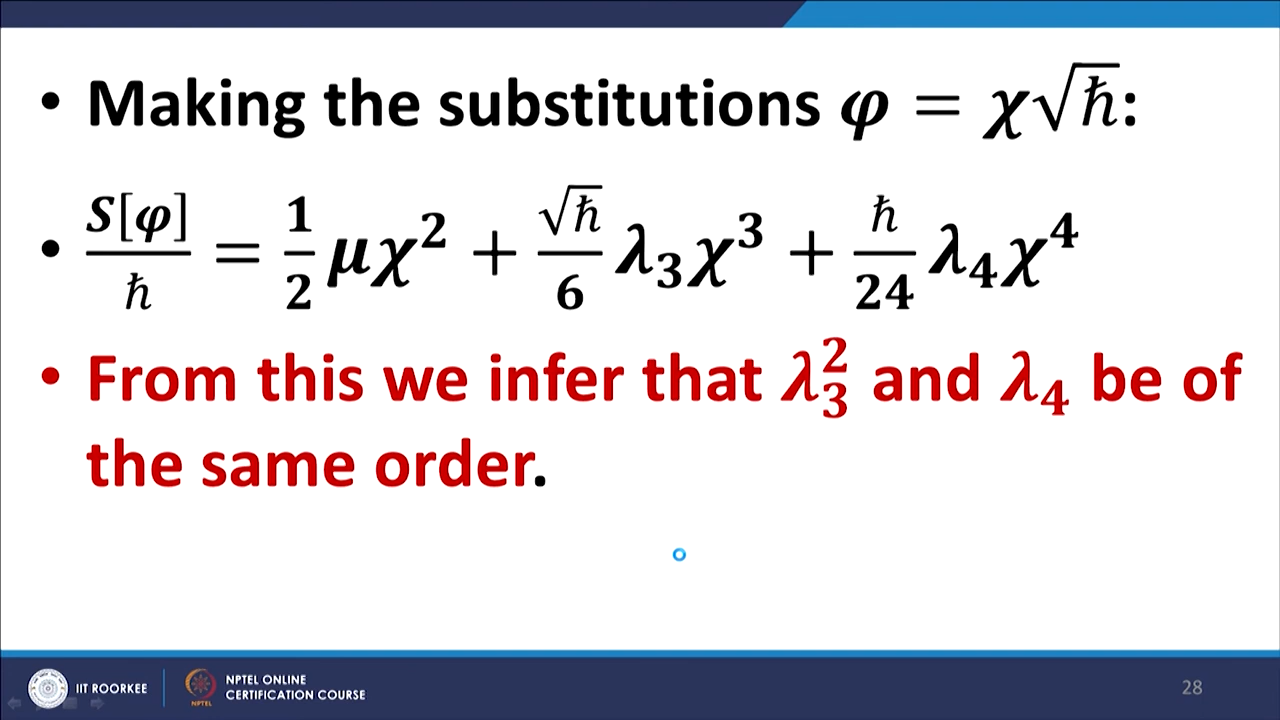 • Making the substitutions φ = χ√ħ:
• S[φ]/ħ = 1/2 μχ² + √ħ/6 λ₃χ³ + ħ/24 λ₄χ⁴
• From this we infer that λ₃² and λ₄ be of
the same order.
IIT ROORKEE
NPTEL
NPTEL ONLINE
CERTIFICATION COURSE
28